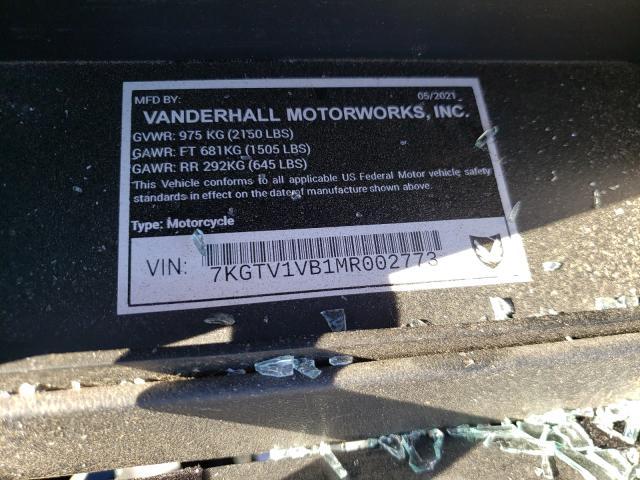 MFD BY:
05/2021
VANDERHALL MOTORWORKS, INC.
GVWR: 975 KG (2150 LBS)
GAWR: FT 681KG (1505 LBS)
GAWR: RR 292KG (645 LBS)
This Vehicle conforms to all applicable US Federal Motor vehicle safety
standards in effect on the date of manufacture shown above.
Type: Motorcycle
VIN: 7KGTV1VB1MR002773